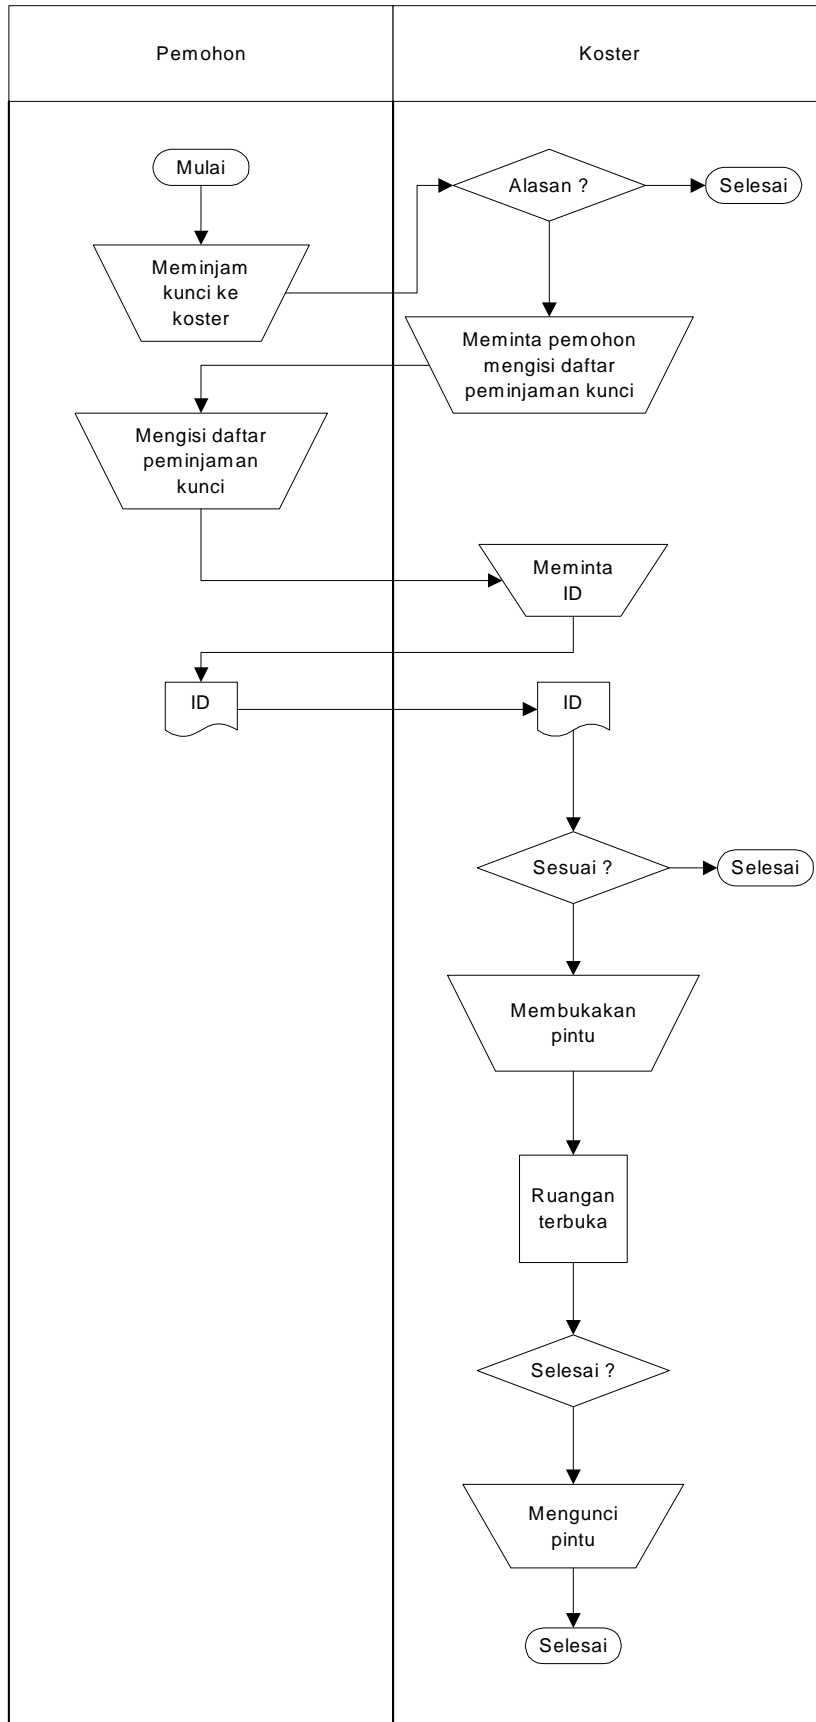 Pemohon
Koster
Mulai
Alasan ?
Selesai
Meminjam
kunci ke
koster
Meminta pemohon
mengisi daftar
peminjaman kunci
Mengisi daftar
peminjaman
kunci
Meminta
ID
ID
ID
Sesuai ?
Selesai
Membukakan
pintu
Ruangan
terbuka
Selesai ?
Mengunci
pintu
Selesai